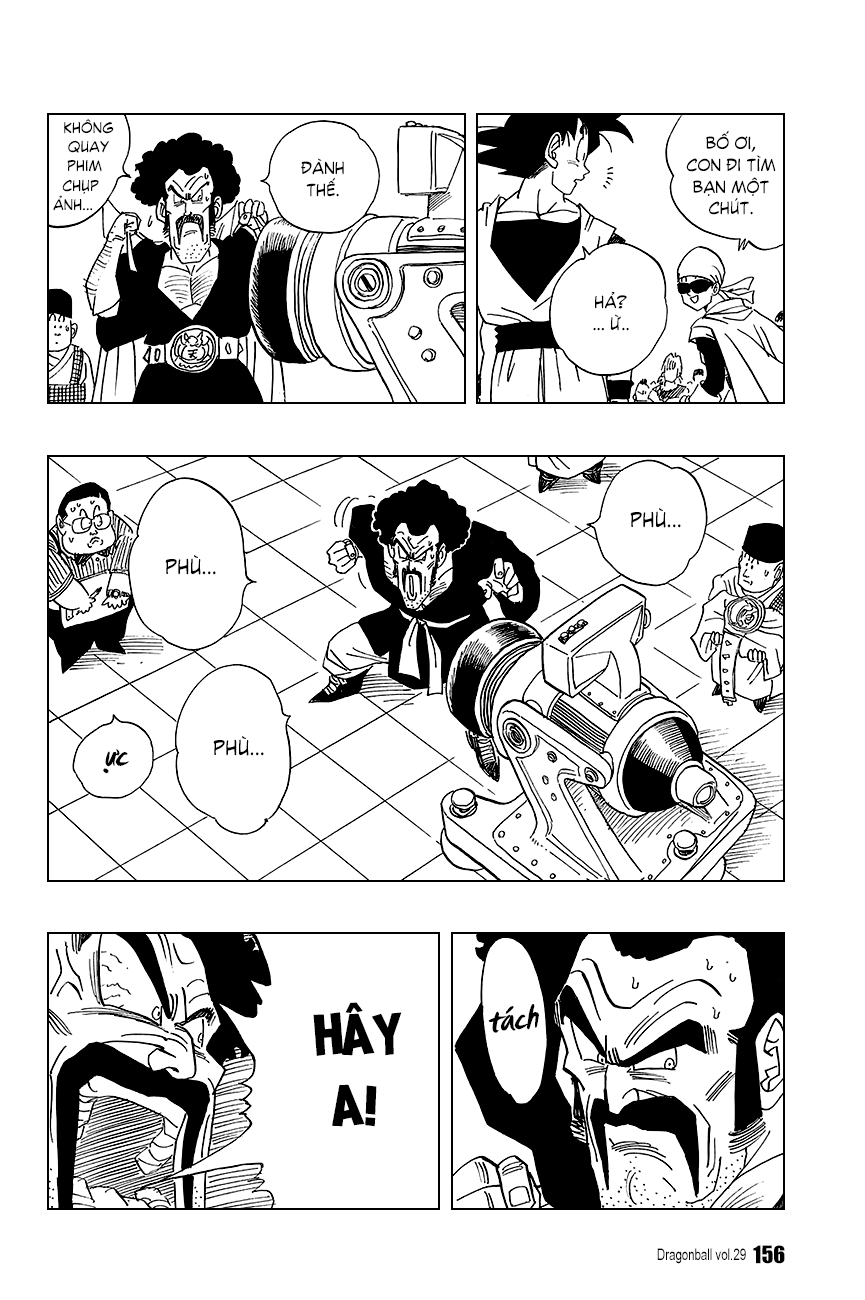 BỐ ƠI,
CON ĐI TÌM
BẠN MỘT
CHÚT.
HẢ?
... Ừ..
ĐÀNH
THẾ.
KHÔNG
QUAY
PHIM
CHỤP
ẢNH...
PHÙ...
PHÙ...
PHÙ...
ỰC
tách
HÂY
A!
Dragonball vol.29 156